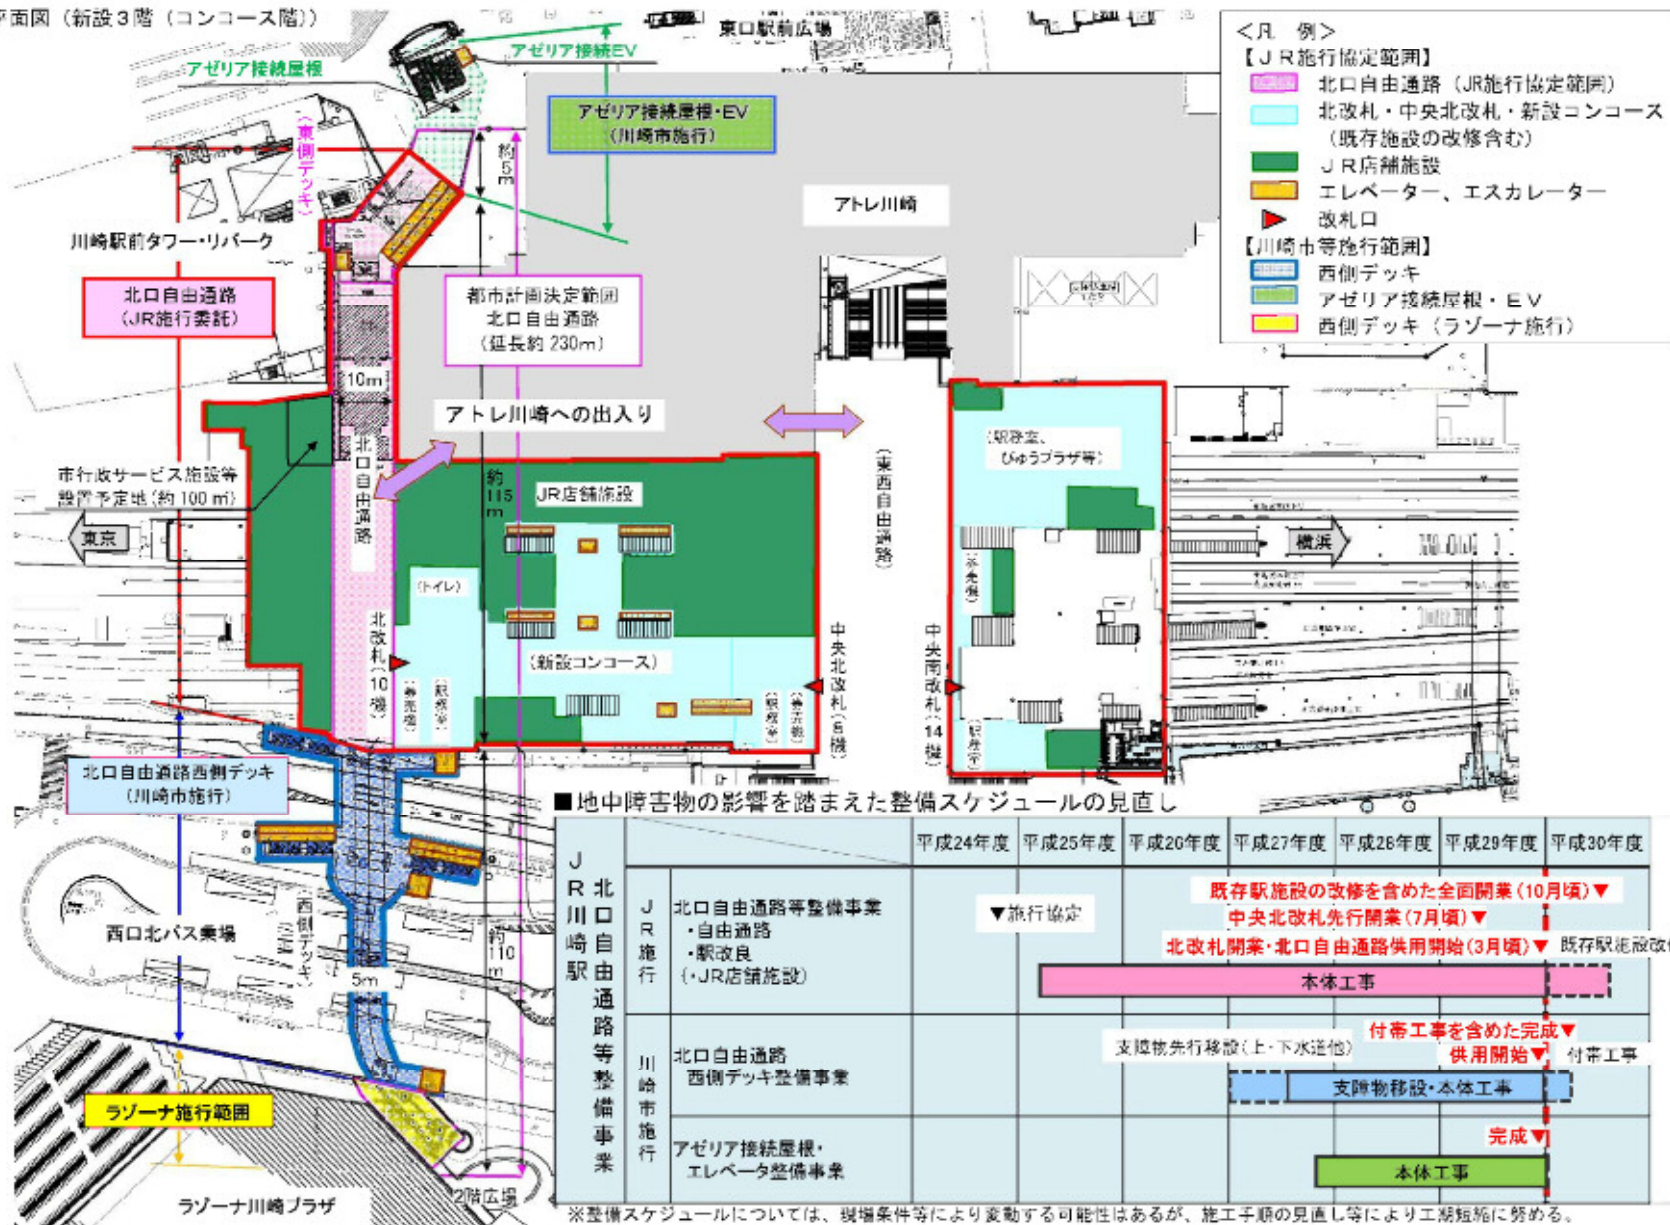 平面図（新設３階（コンコース階））
東口駅前広場
アゼリア接続EV
アゼリア接続屋根
アゼリア接続屋根・EV
（川崎市施行）
（東側デッキ）
約5m
アトレ川崎
川崎駅前タワー・リバーク
北口自由通路
（JR施行委託）
都市計画決定範囲
北口自由通路
（延長約 230m）
10m
アトレ川崎への出入り
北口自由通路
市行政サービス施設等
設置予定地（約 100 ㎡）
東京
約115m
JR店舗施設
（トイレ）
（新設コンコース）
北改札（10機）
（券売機）
（駅務室）
（駅務室）
（券売機）
中央北改札（8機）
（東西自由通路）
中央南改札（14機）
（駅務室、
びゅうプラザ等）
（券売機）
（駅務室）
横浜
北口自由通路西側デッキ
（川崎市施行）
西口北バス乗場
（西側デッキ）
5m
約110m
ラゾーナ施行範囲
ラゾーナ川崎プラザ
2階広場
＜凡　例＞
【ＪＲ施行協定範囲】
北口自由通路（JR施行協定範囲）
北改札・中央北改札・新設コンコース
（既存施設の改修含む）
ＪＲ店舗施設
エレベーター、エスカレーター
改札口
【川崎市等施行範囲】
西側デッキ
アゼリア接続屋根・ＥＶ
西側デッキ（ラゾーナ施行）
■地中障害物の影響を踏まえた整備スケジュールの見直し
平成24年度 平成25年度 平成26年度 平成27年度 平成28年度 平成29年度 平成30年度
ＪＲ川崎駅
北口自由通路等整備事業
ＪＲ施行
北口自由通路等整備事業
・自由通路
・駅改良
（・JR店舗施設）
▼施行協定
既存駅施設の改修を含めた全面開業（10月頃）▼
中央北改札先行開業（7月頃）▼
北改札開業・北口自由通路供用開始（3月頃）▼
既存駅施設改修
本体工事
川崎市施行
北口自由通路
西側デッキ整備事業
支障物先行移設（上・下水道他）
付帯工事を含めた完成▼
供用開始▼
付帯工事
支障物移設・本体工事
アゼリア接続屋根・
エレベータ整備事業
完成▼
本体工事
※整備スケジュールについては、現場条件等により変動する可能性はあるが、施工手順の見直し等により工期短縮に努める。